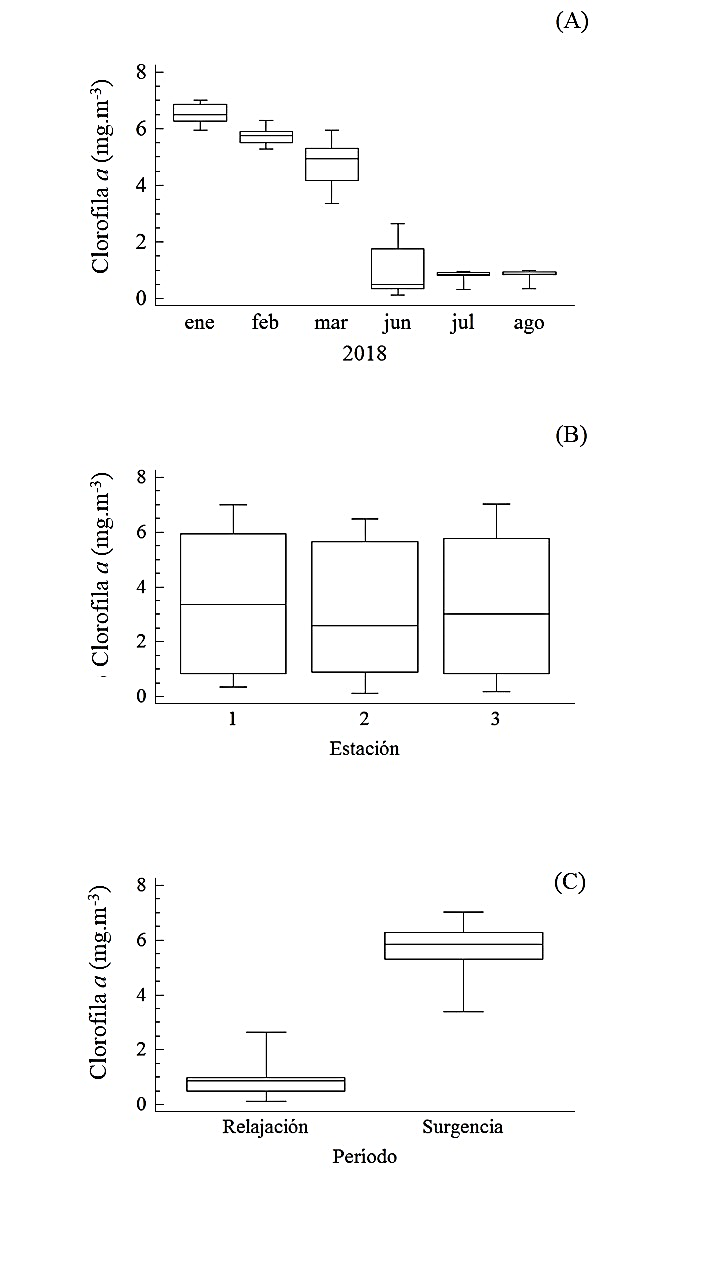 (A)
Clorofila a (mg.m-3)
8
6
4
2
0
ene feb mar jun jul ago
2018
(B)
Clorofila a (mg.m-3)
8
6
4
2
0
1 2 3
Estación
(C)
Clorofila a (mg.m-3)
8
6
4
2
0
Relajación Surgencia
Período